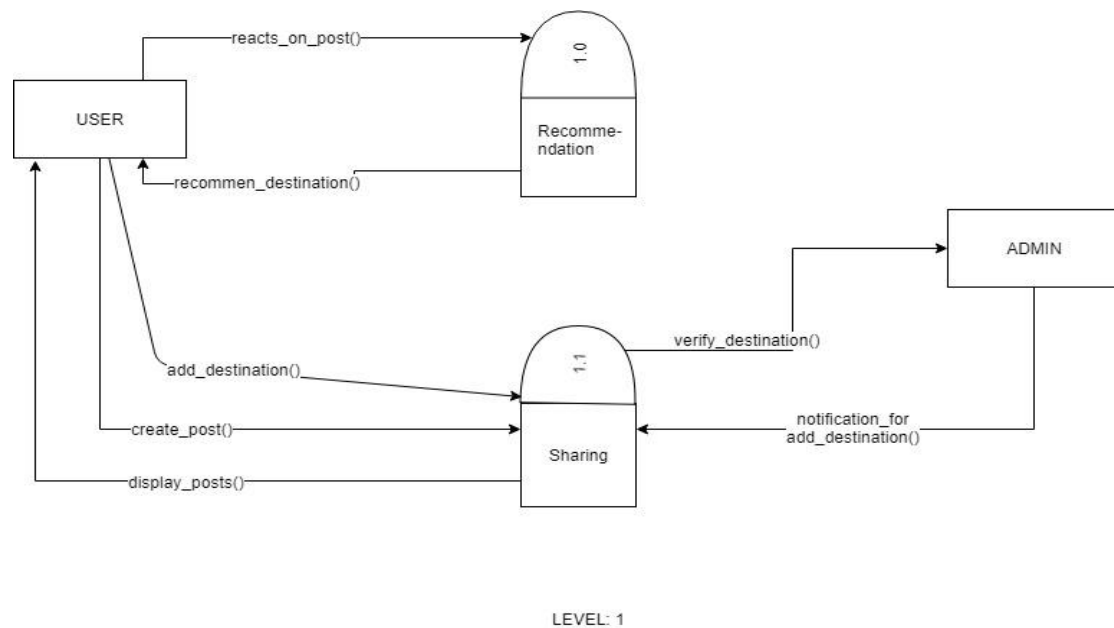 reacts_on_post()
1.0
USER
Recomme-
ndation
recommen_destination()
ADMIN
verify_destination()
1.1
add_destination()
notification_for
add_destination()
create_post()
Sharing
display_posts()
LEVEL: 1